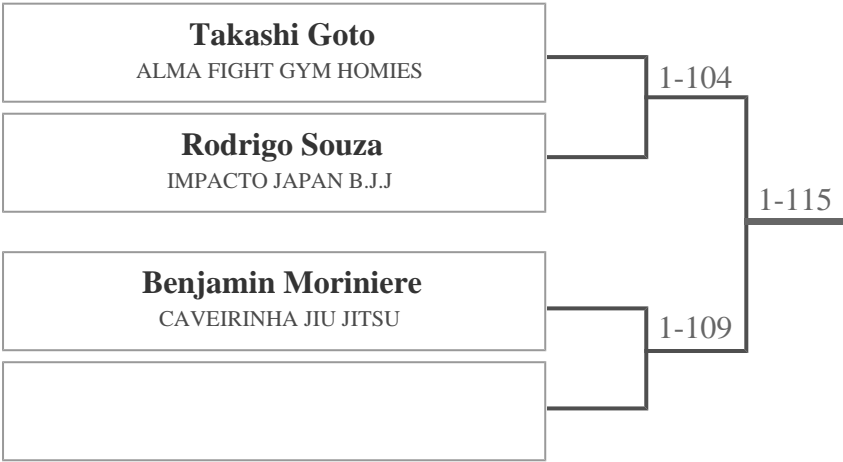 Takashi Goto
ALMA FIGHT GYM HOMIES
1-104
Rodrigo Souza
IMPACTO JAPAN B.J.J
1-115
Benjamin Moriniere
CAVEIRINHA JIU JITSU
1-109